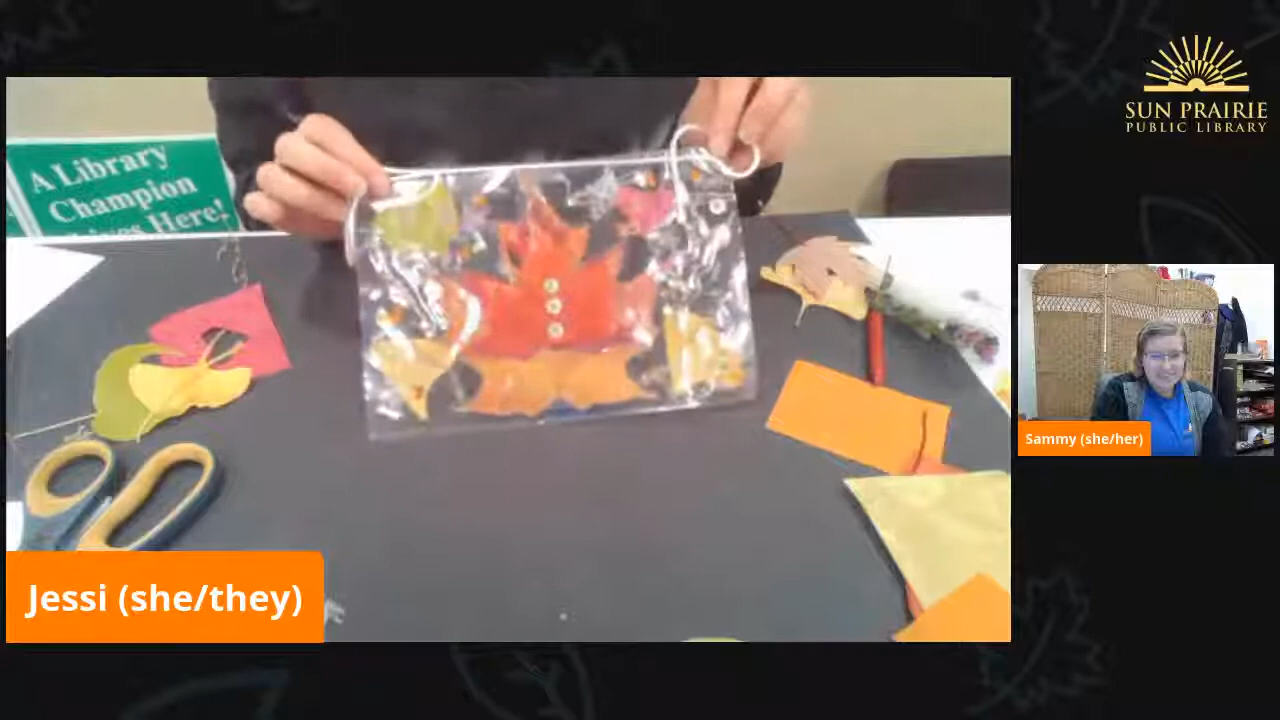 SUN PRAIRIE
PUBLIC LIBRARY
A Library
Champion
Here!
Sammy (she/her)
Jessi (she/they)